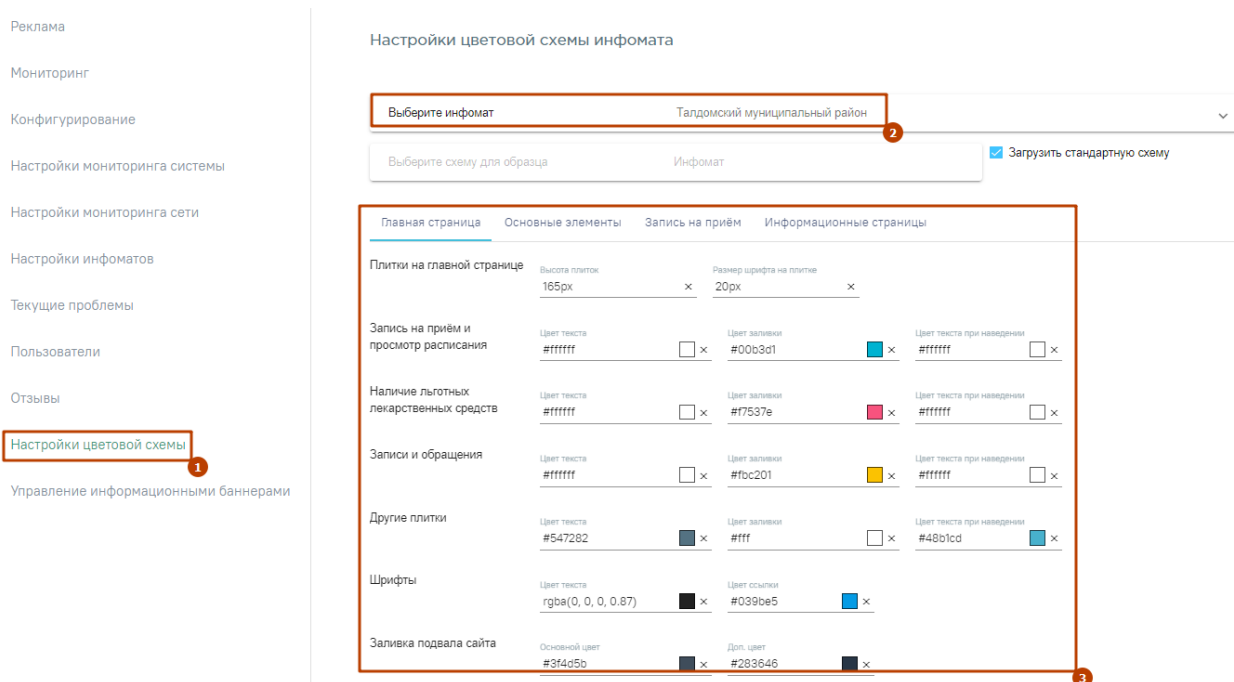 Реклама
Мониторинг
Конфигурирование
Настройки мониторинга системы
Настройки мониторинга сети
Настройки инфоматов
Текущие проблемы
Пользователи
Отзывы
Настройки цветовой схемы
1
Управление информационными баннерами
Настройки цветовой схемы инфомата
Выберите инфомат Талдомский муниципальный район
2
Выберите схему для образца Инфомат
Загрузить стандартную схему
Главная страница Основные элементы Запись на приём Информационные страницы
Плитки на главной странице
Высота плиток Размер шрифта на плитке
165px × 20px ×
Запись на приём и
просмотр расписания
Цвет текста Цвет заливки Цвет текста при наведении
#ffffff × #00b3d1 × #ffffff ×
Наличие льготных
лекарственных средств
Цвет текста Цвет заливки Цвет текста при наведении
#ffffff × #f7537e × #ffffff ×
Записи и обращения
Цвет текста Цвет заливки Цвет текста при наведении
#ffffff × #fbc201 × #ffffff ×
Другие плитки
Цвет текста Цвет заливки Цвет текста при наведении
#547282 × #fff × #48b1cd ×
Шрифты
Цвет текста Цвет ссылки
rgba(0, 0, 0, 0.87) × #039be5 ×
Заливка подвала сайта
Основной цвет Доп. цвет
#3f4d5b × #283646 ×
3